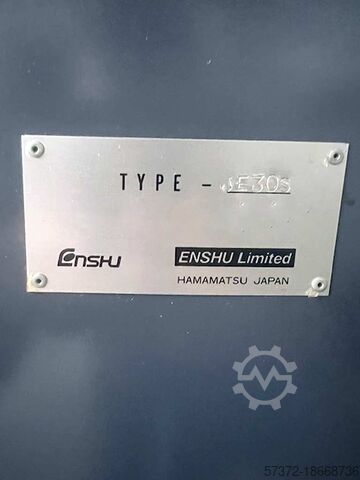 TYPE - JE30S
Enshu
ENSHU Limited
HAMAMATSU JAPAN
57372-18668736